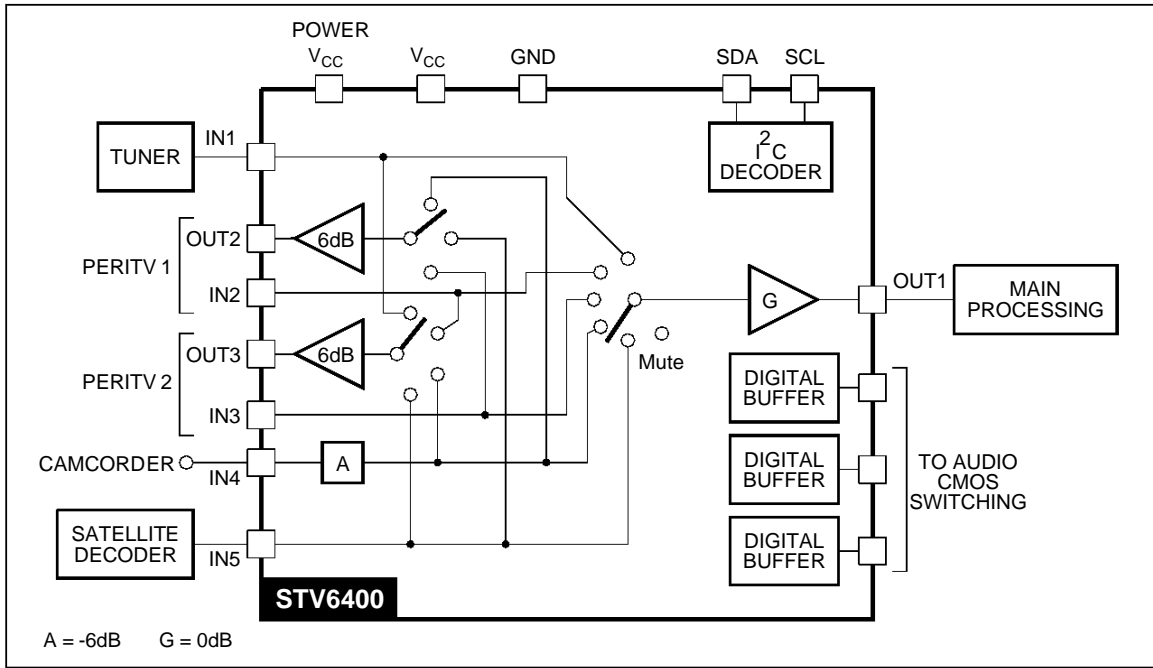 POWER
VCC
VCC
GND
SDA
SCL
IN1
TUNER
I2C
DECODER
OUT2
6dB
PERITV 1
IN2
OUT1
MAIN
PROCESSING
G
OUT3
6dB
Mute
PERITV 2
DIGITAL
BUFFER
IN3
CAMCORDER
IN4
A
DIGITAL
BUFFER
TO AUDIO
CMOS
SWITCHING
SATELLITE
DECODER
IN5
DIGITAL
BUFFER
STV6400
A = -6dB G = 0dB